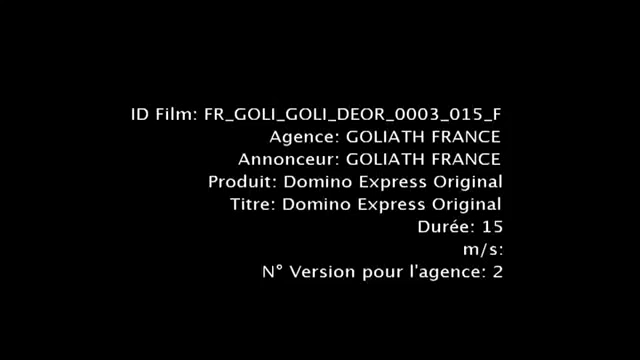 ID Film: FR_GOLI_GOLI_DEOR_0003_015_F
Agence: GOLIATH FRANCE
Annonceur: GOLIATH FRANCE
Produit: Domino Express Original
Titre: Domino Express Original
Durée: 15
m/s:
N° Version pour l'agence: 2